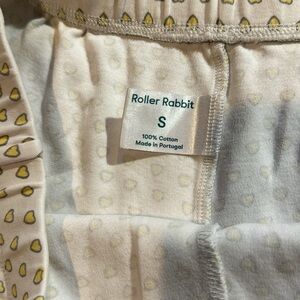 Roller Rabbit
S
100% Cotton
Made in Portugal